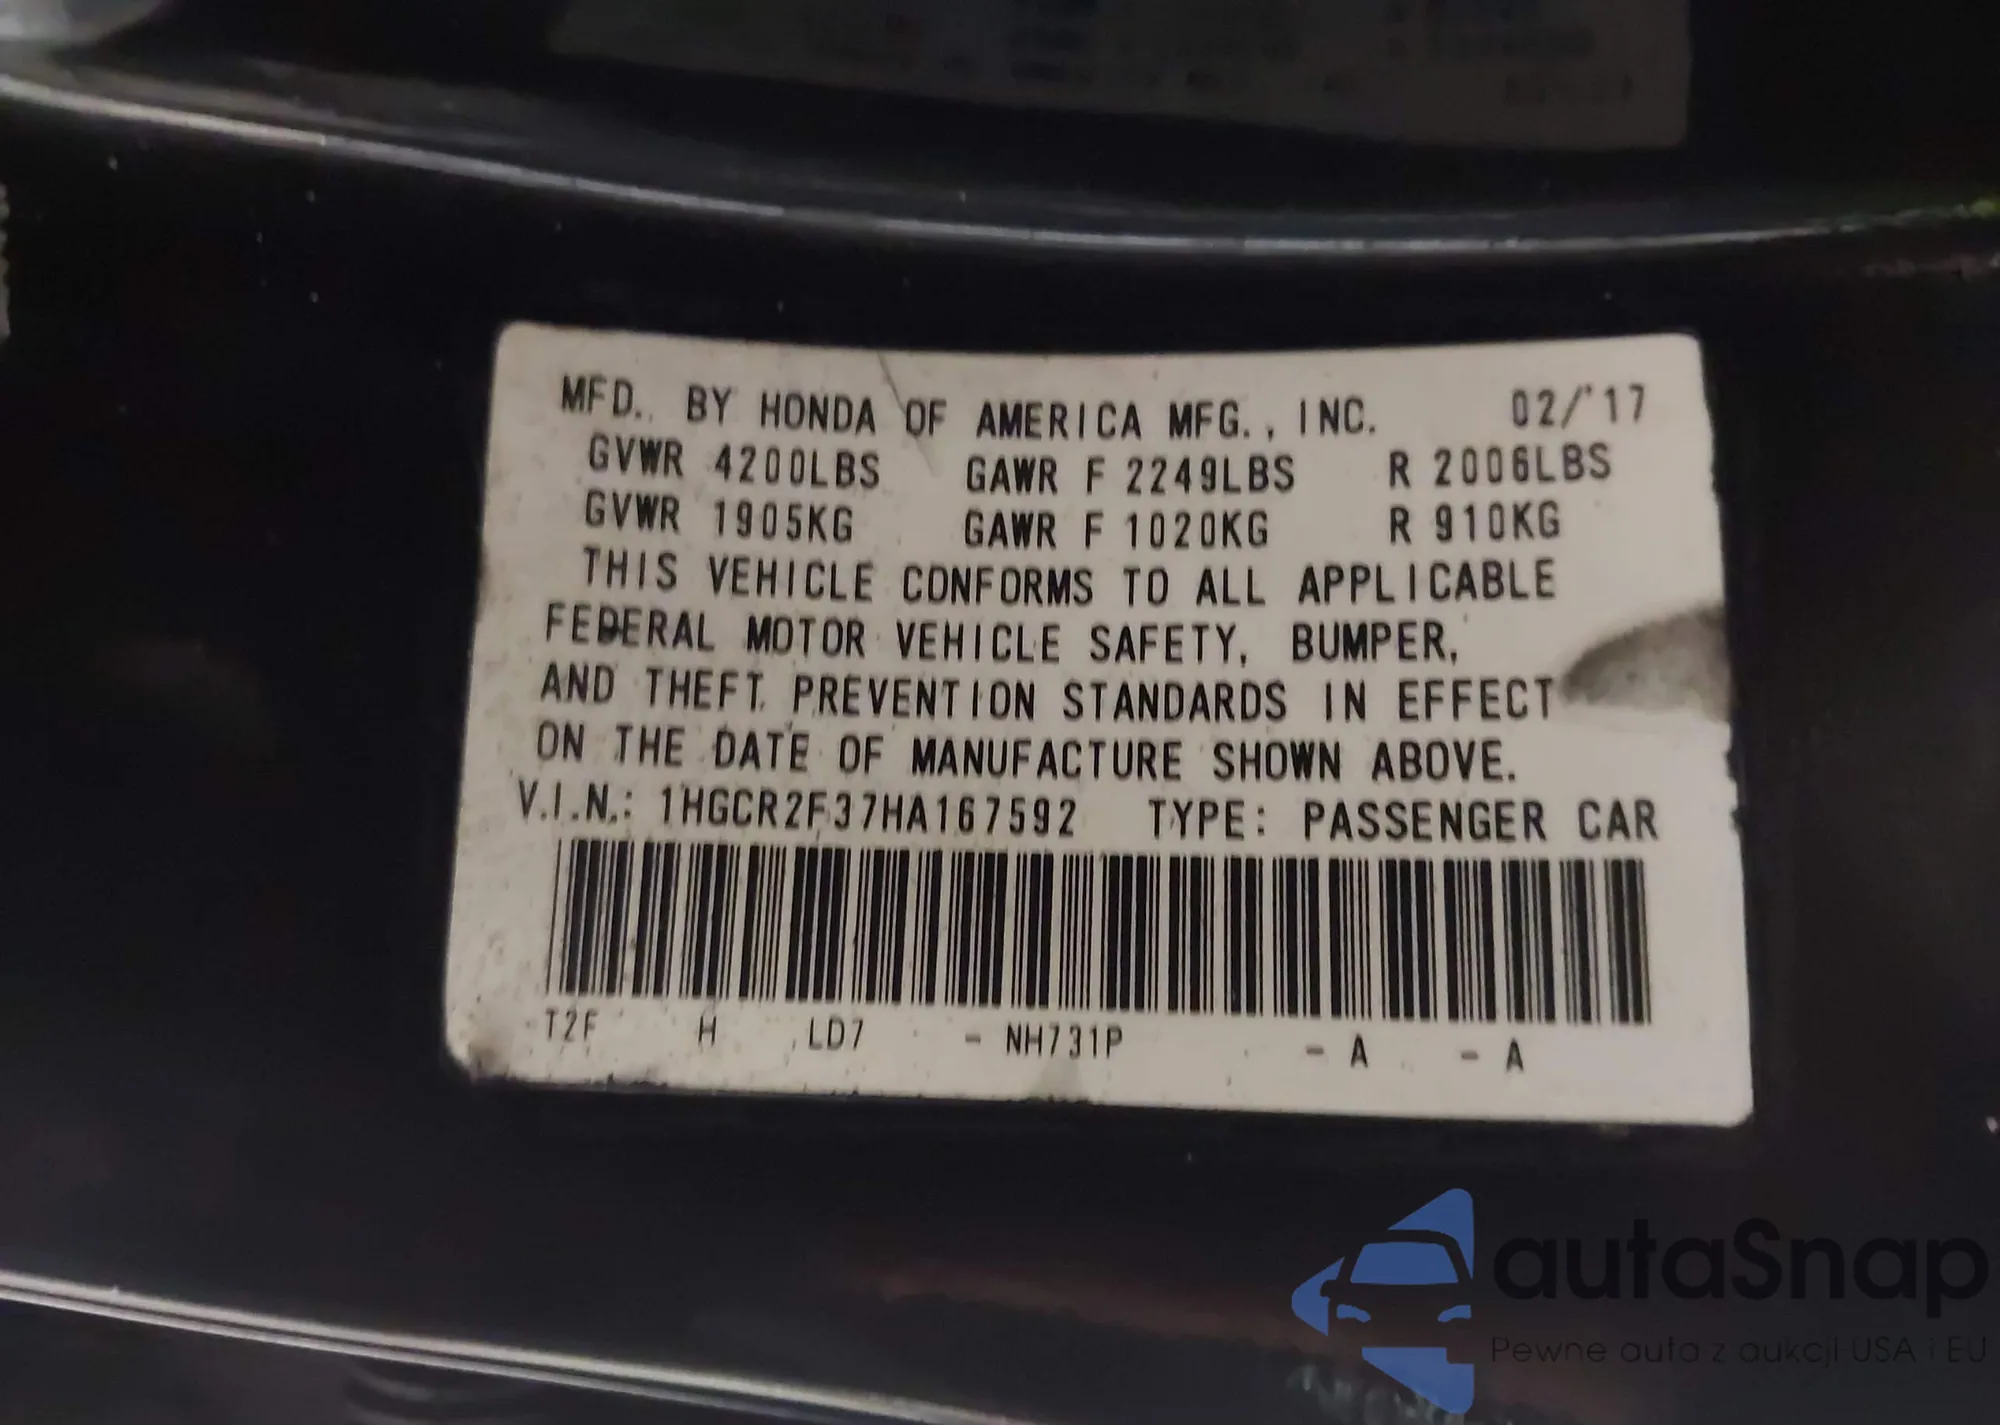 MFD. BY HONDA OF AMERICA MFG., INC. 02/'17
GVWR 4200LBS GAWR F 2249LBS R 2006LBS
GVWR 1905KG GAWR F 1020KG R 910KG
THIS VEHICLE CONFORMS TO ALL APPLICABLE
FEDERAL MOTOR VEHICLE SAFETY, BUMPER,
AND THEFT PREVENTION STANDARDS IN EFFECT
ON THE DATE OF MANUFACTURE SHOWN ABOVE.
V.I.N.: 1HGCR2F37HA167592 TYPE: PASSENGER CAR
T2F H LD7 - NH731P - A - A
autaSnap
Pewne auta z aukcji USA i EU